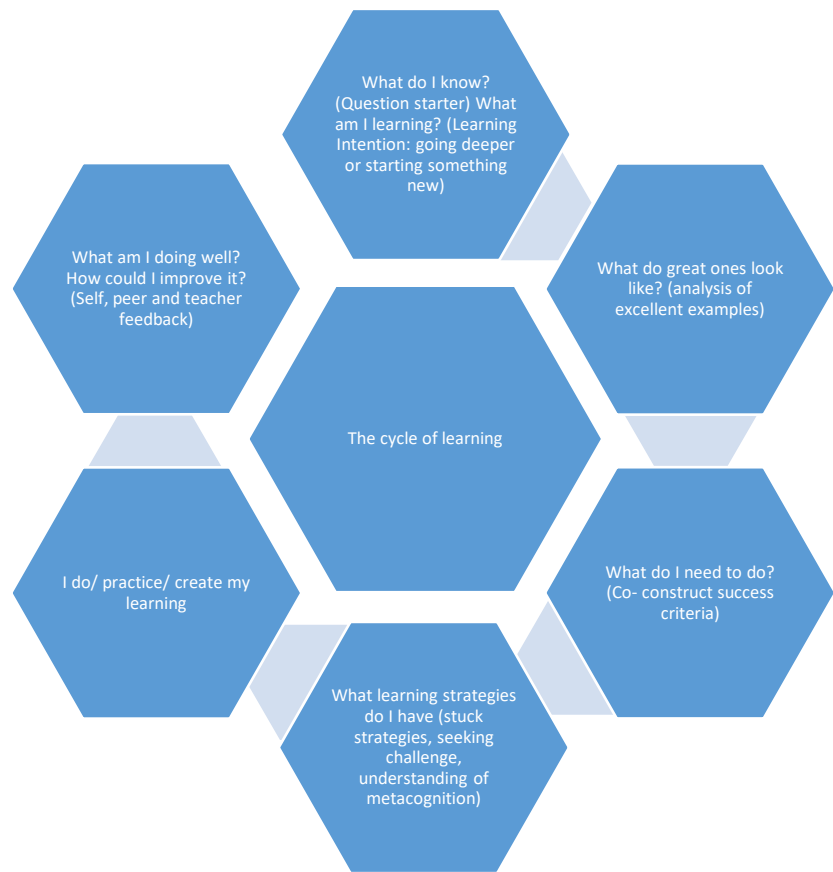 What do I know?
(Question starter) What
am I learning? (Learning
Intention: going deeper
or starting something
new)
What do great ones look
like? (analysis of
excellent examples)
What do I need to do?
(Co- construct success
criteria)
What learning strategies
do I have (stuck
strategies, seeking
challenge,
understanding of
metacognition)
I do/ practice/ create my
learning
What am I doing well?
How could I improve it?
(Self, peer and teacher
feedback)
The cycle of learning